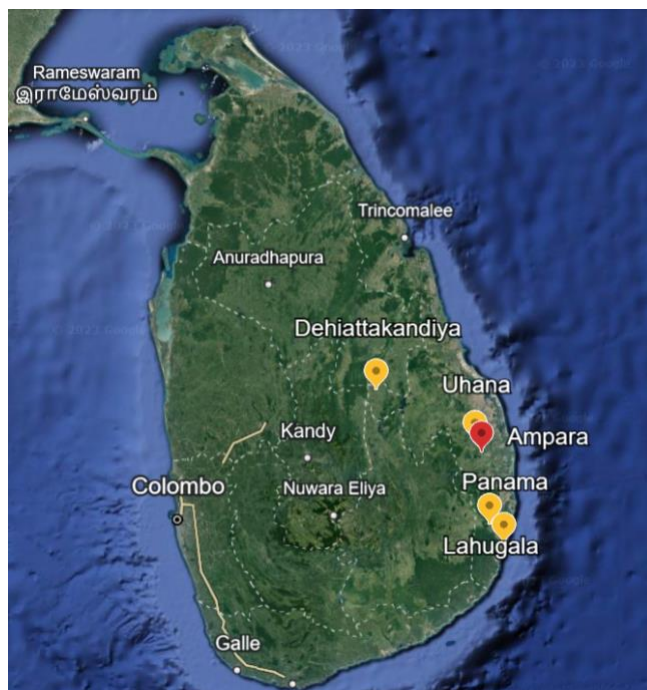 Rameswaram
இராமேஸ்வரம்
Trincomalee
Anuradhapura
Dehiattakandiya
Uhana
Ampara
Kandy
Panama
Colombo
Nuwara Eliya
Lahugala
Galle